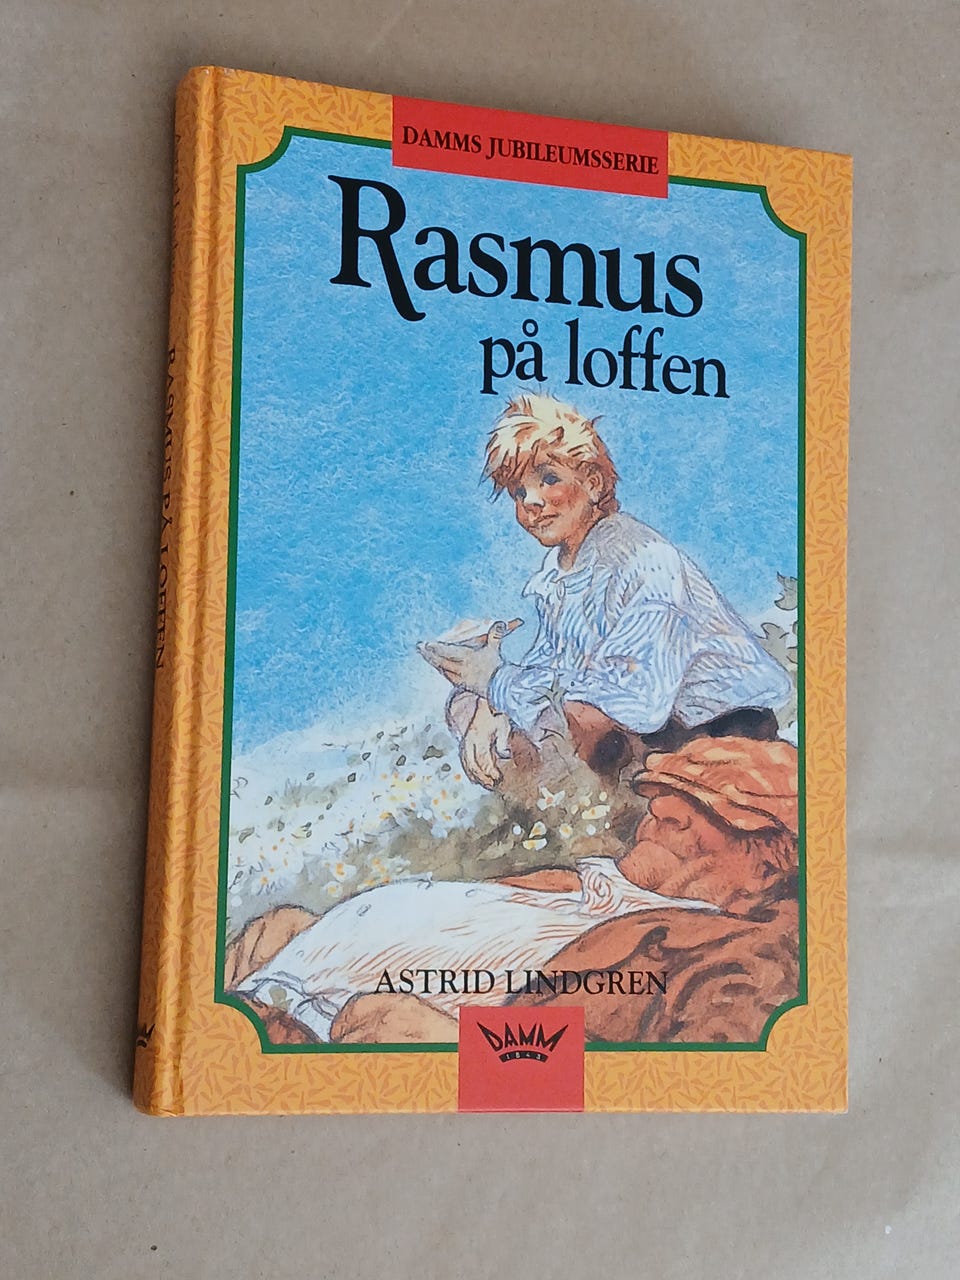 DAMMS JUBILEUMSSERIE
Rasmus
på loffen
ASTRID LINDGREN
DAMM
1843
RASMUS PÅ LOFFEN